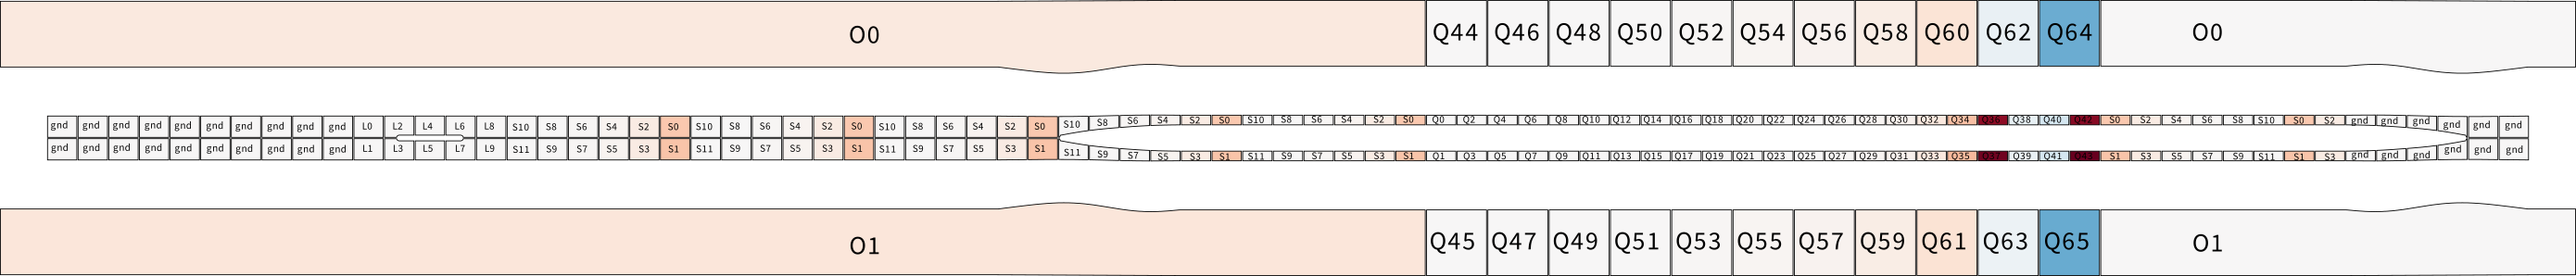 O0 Q44 Q46 Q48 Q50 Q52 Q54 Q56 Q58 Q60 Q62 Q64 O0
gnd gnd gnd gnd gnd gnd gnd gnd gnd gnd L0 L2 L4 L6 L8 S10 S8 S6 S4 S2 S0 S10 S8 S6 S4 S2 S0 S10 S8 S6 S4 S2 S0 S10 S8 S6 S4 S2 S0 S10 S8 S6 S4 S2 S0 Q0 Q2 Q4 Q6 Q8 Q10 Q12 Q14 Q16 Q18 Q20 Q22 Q24 Q26 Q28 Q30 Q32 Q34 Q36 Q38 Q40 Q42 S0 S2 S4 S6 S8 S10 S0 S2 gnd gnd gnd gnd gnd gnd
gnd gnd gnd gnd gnd gnd gnd gnd gnd gnd L1 L3 L5 L7 L9 S11 S9 S7 S5 S3 S1 S11 S9 S7 S5 S3 S1 S11 S9 S7 S5 S3 S1 S11 S9 S7 S5 S3 S1 S11 S9 S7 S5 S3 S1 Q1 Q3 Q5 Q7 Q9 Q11 Q13 Q15 Q17 Q19 Q21 Q23 Q25 Q27 Q29 Q31 Q33 Q35 Q37 Q39 Q41 Q43 S1 S3 S5 S7 S9 S11 S1 S3 gnd gnd gnd gnd gnd gnd
O1 Q45 Q47 Q49 Q51 Q53 Q55 Q57 Q59 Q61 Q63 Q65 O1